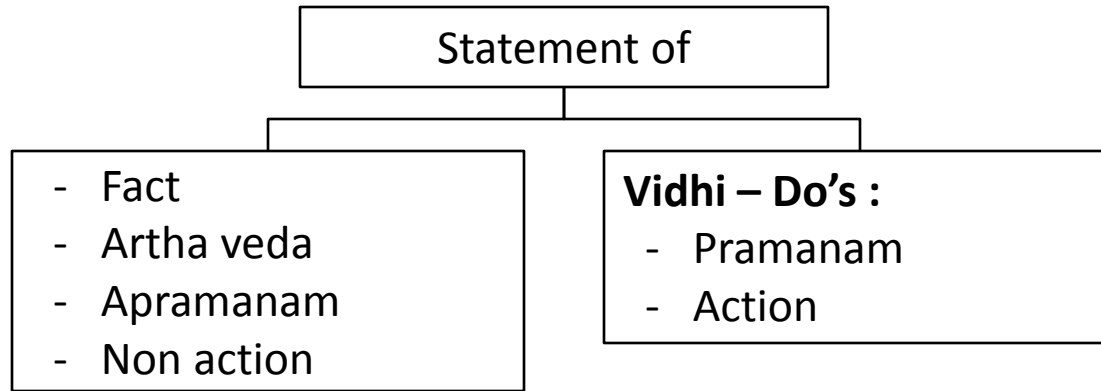 Statement of
- Fact
- Artha veda
- Apramanam
- Non action
Vidhi – Do’s :
- Pramanam
- Action